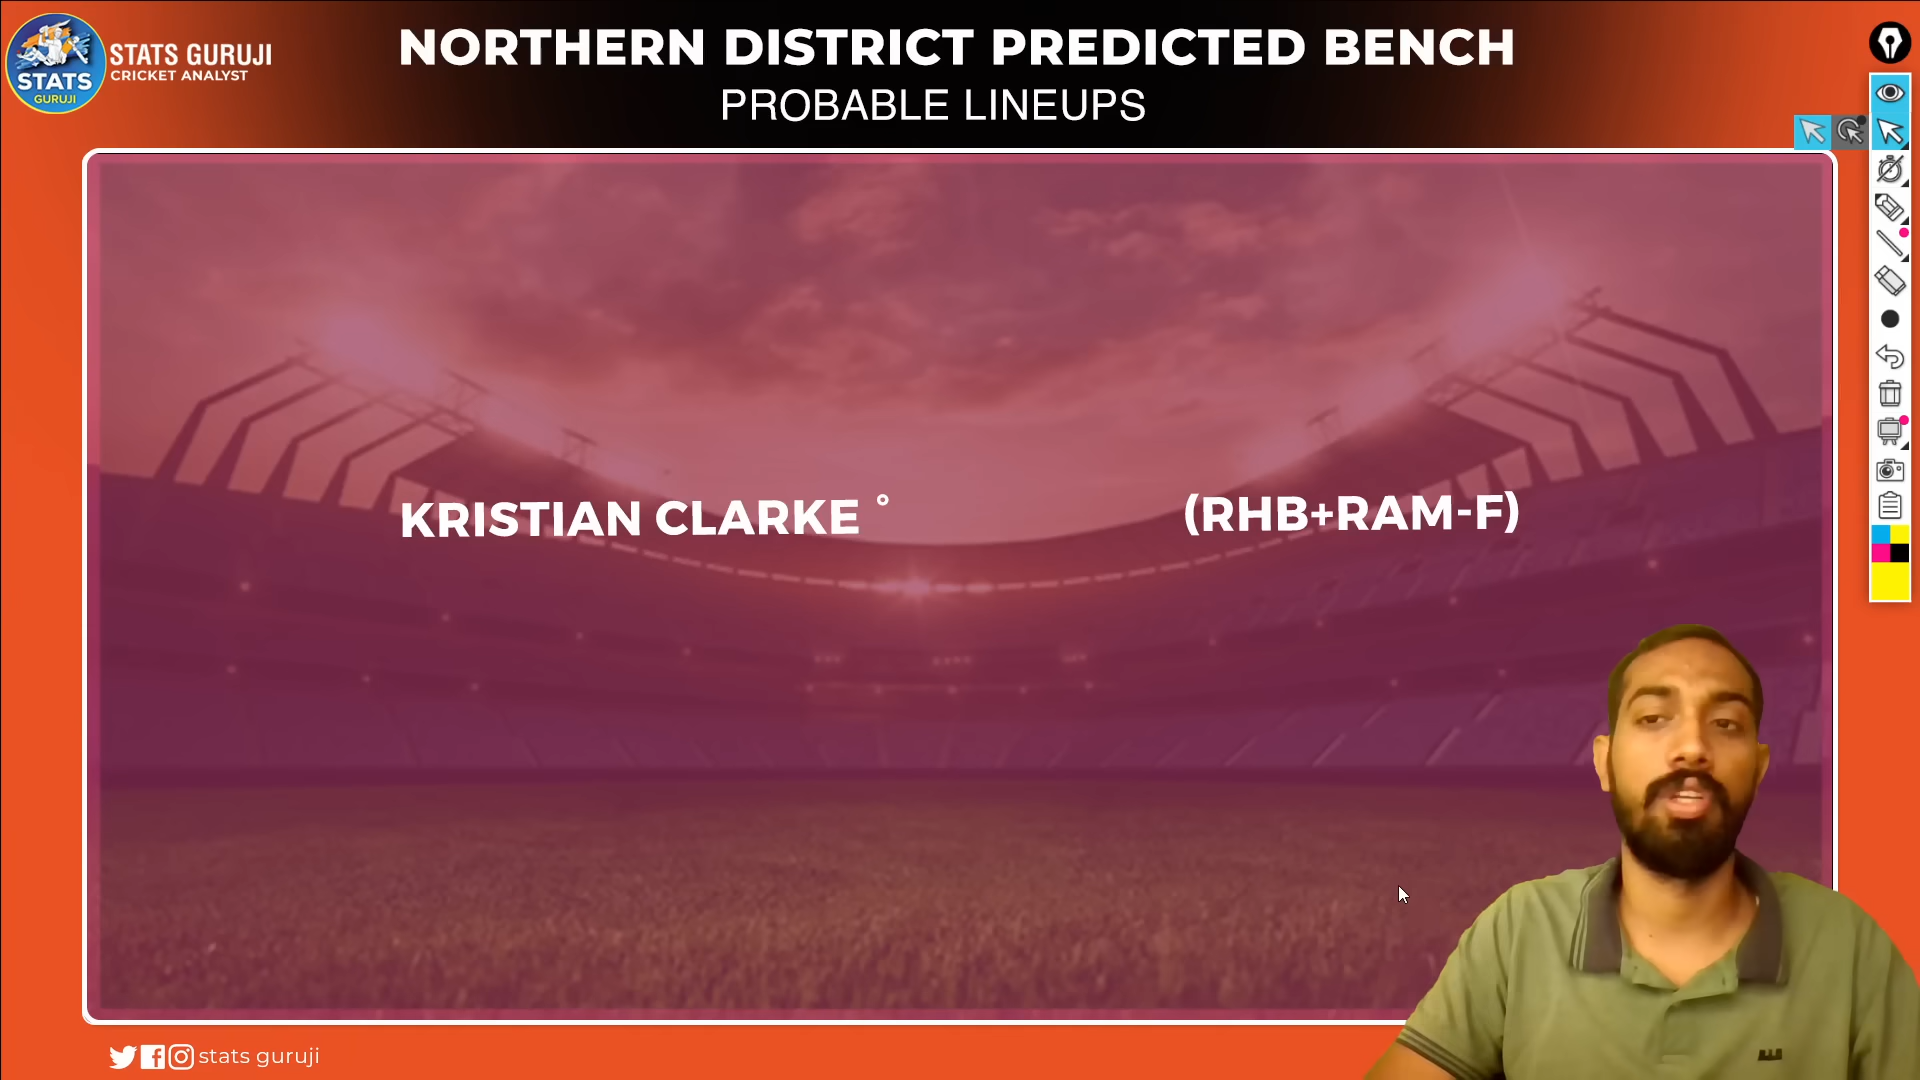 STATS GURUJI
CRICKET ANALYST
STATS
GURUJI
NORTHERN DISTRICT PREDICTED BENCH
PROBABLE LINEUPS
KRISTIAN CLARKE °
(RHB+RAM-F)
stats guruji